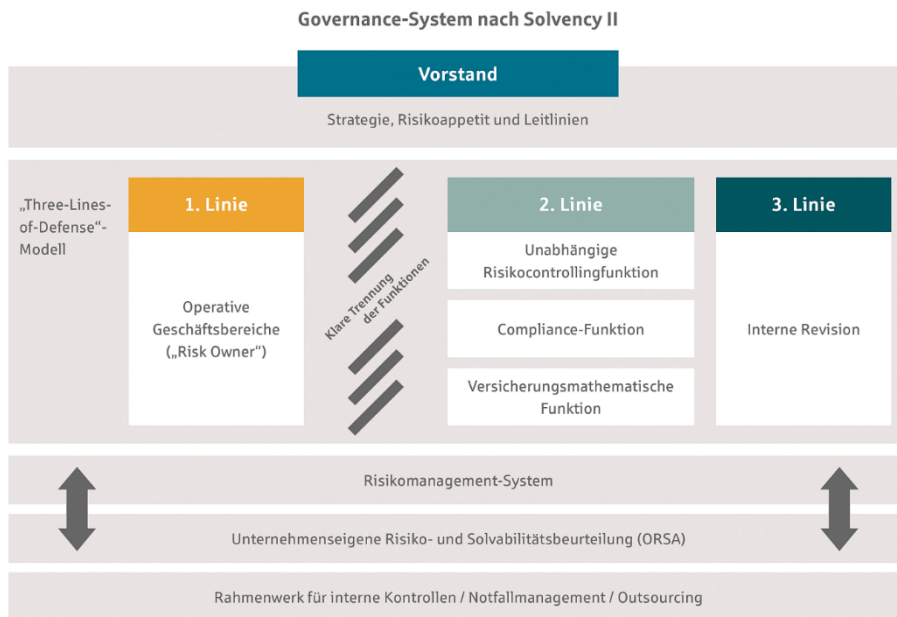 Governance-System nach Solvency II
Vorstand
Strategie, Risikoappetit und Leitlinien
„Three-Lines-
of-Defense“-
Modell
1. Linie
Operative
Geschäftsbereiche
(„Risk Owner“)
Klare Trennung
der Funktionen
2. Linie
Unabhängige
Risikocontrollingfunktion
Compliance-Funktion
Versicherungsmathematische
Funktion
3. Linie
Interne Revision
Risikomanagement-System
Unternehmenseigene Risiko- und Solvabilitätsbeurteilung (ORSA)
Rahmenwerk für interne Kontrollen / Notfallmanagement / Outsourcing